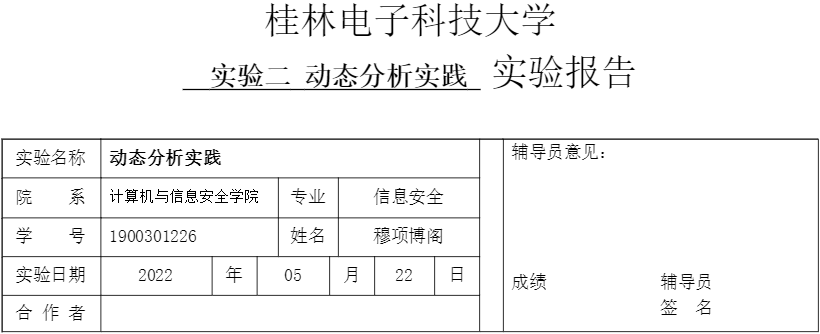 桂林电子科技大学
实验二 动态分析实践 实验报告
实验名称 动态分析实践
辅导员意见：
院 系 计算机与信息安全学院 专业 信息安全
学 号 1900301226 姓名 穆项博阁
实验日期 2022 年 05 月 22 日
成绩 辅导员
签 名
合 作 者